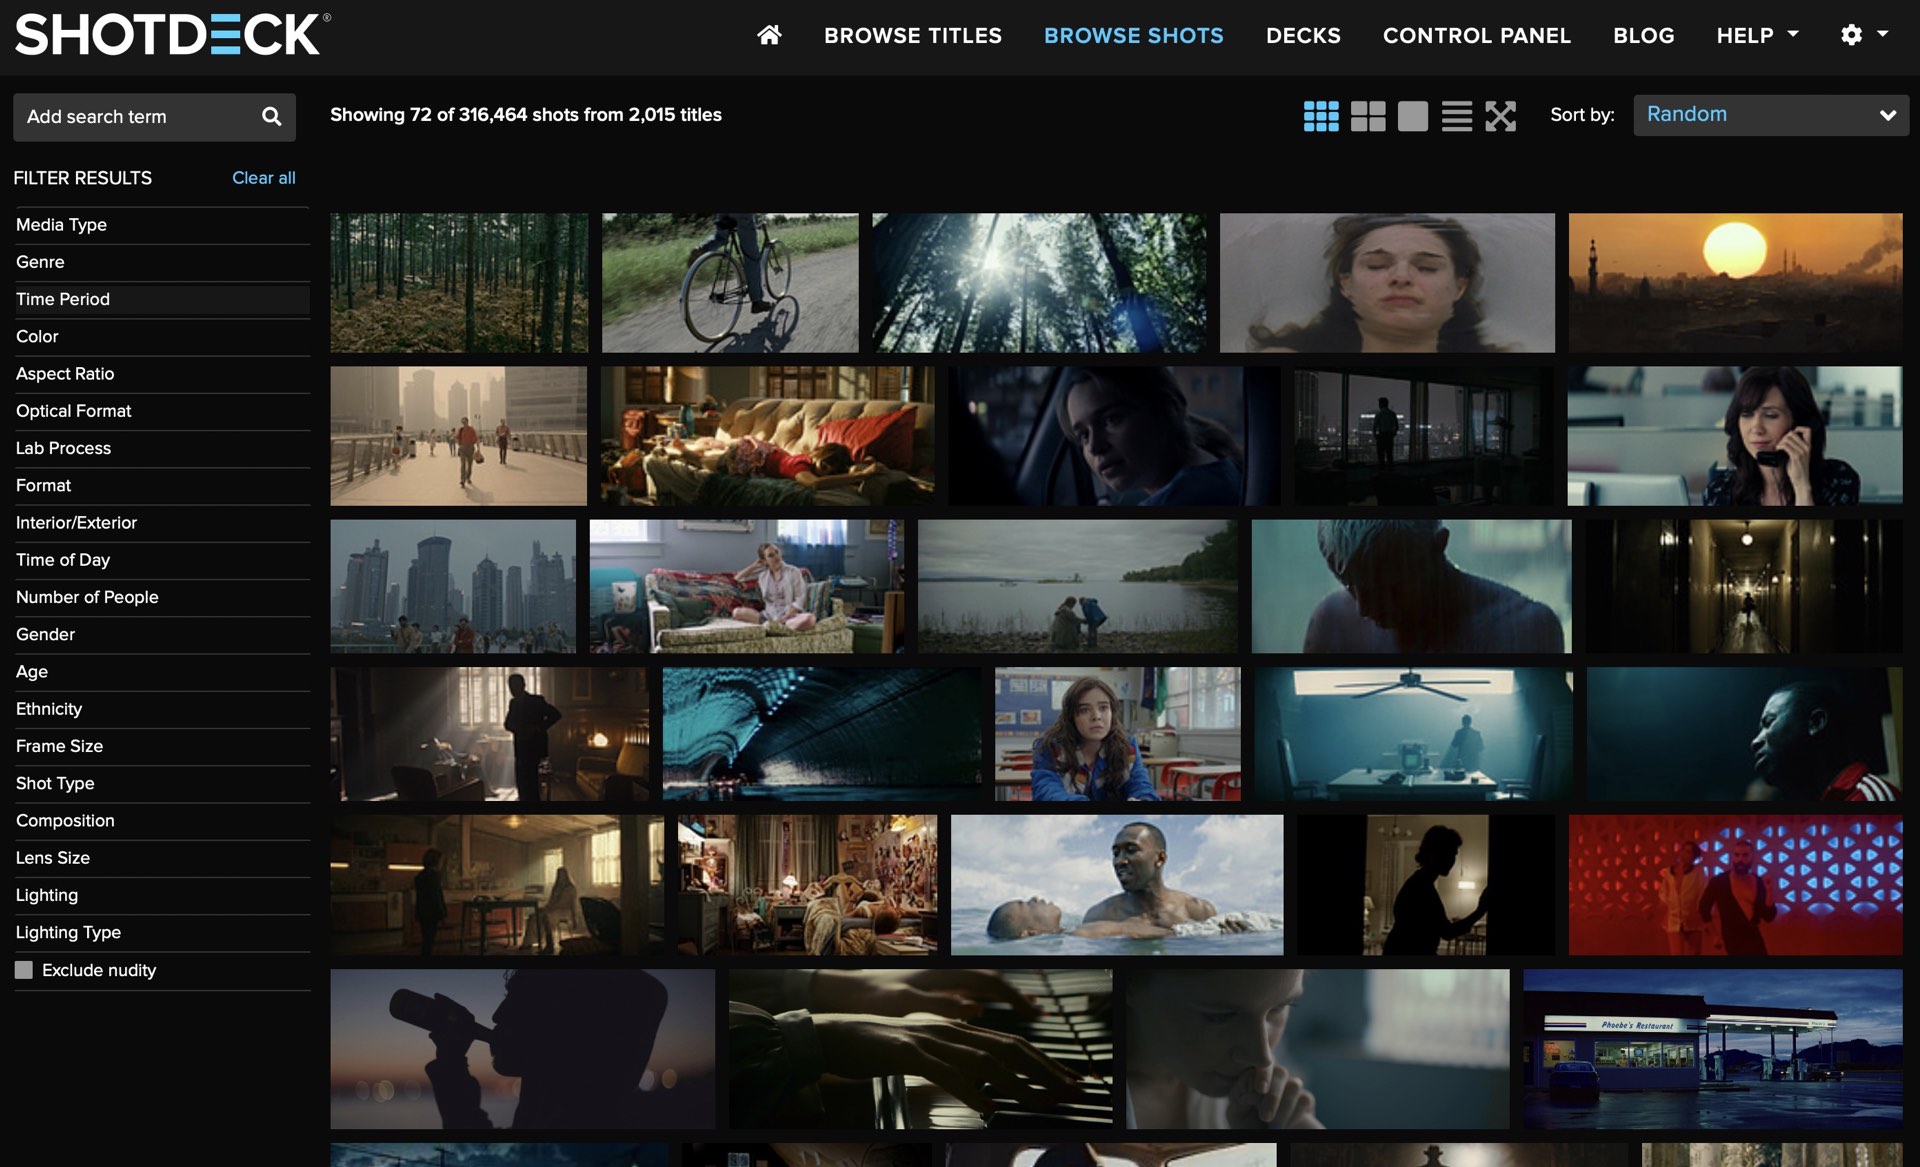 SHOTDECK®
BROWSE TITLES
BROWSE SHOTS
DECKS
CONTROL PANEL
BLOG
HELP
Add search term
Showing 72 of 316,464 shots from 2,015 titles
Sort by:
Random
FILTER RESULTS
Clear all
Media Type
Genre
Time Period
Color
Aspect Ratio
Optical Format
Lab Process
Format
Interior/Exterior
Time of Day
Number of People
Gender
Age
Ethnicity
Frame Size
Shot Type
Composition
Lens Size
Lighting
Lighting Type
Exclude nudity
Phoebe's Restaurant